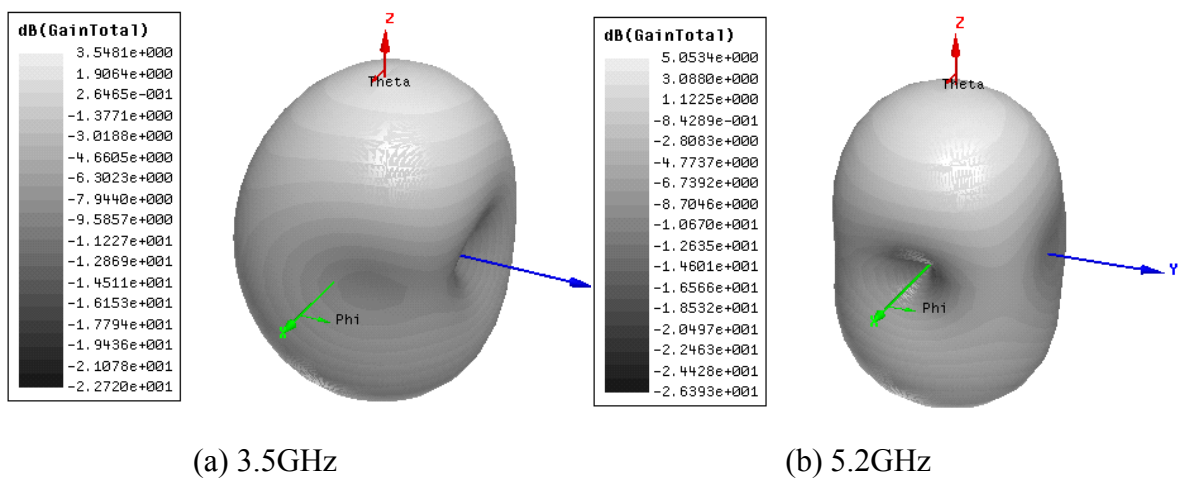 dB(GainTotal)
3.5481e+000
1.9064e+000
2.6465e-001
-1.3771e+000
-3.0188e+000
-4.6605e+000
-6.3023e+000
-7.9440e+000
-9.5857e+000
-1.1227e+001
-1.2869e+001
-1.4511e+001
-1.6153e+001
-1.7794e+001
-1.9436e+001
-2.1078e+001
-2.2720e+001
Z
Theta
X
Phi
dB(GainTotal)
5.0534e+000
3.0880e+000
1.1225e+000
-8.4289e-001
-2.8083e+000
-4.7737e+000
-6.7392e+000
-8.7046e+000
-1.0670e+001
-1.2635e+001
-1.4601e+001
-1.6566e+001
-1.8532e+001
-2.0497e+001
-2.2463e+001
-2.4428e+001
-2.6393e+001
Z
Theta
Y
X
Phi
(a) 3.5GHz
(b) 5.2GHz